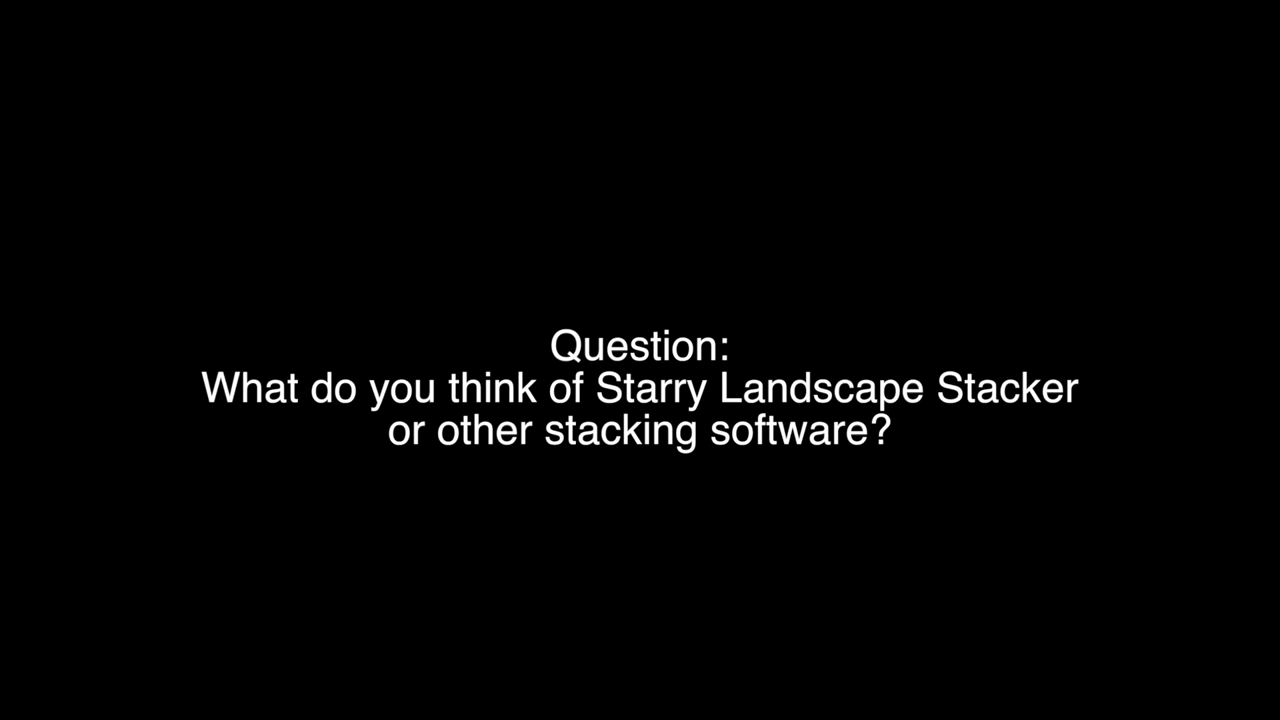 Question:
What do you think of Starry Landscape Stacker
or other stacking software?